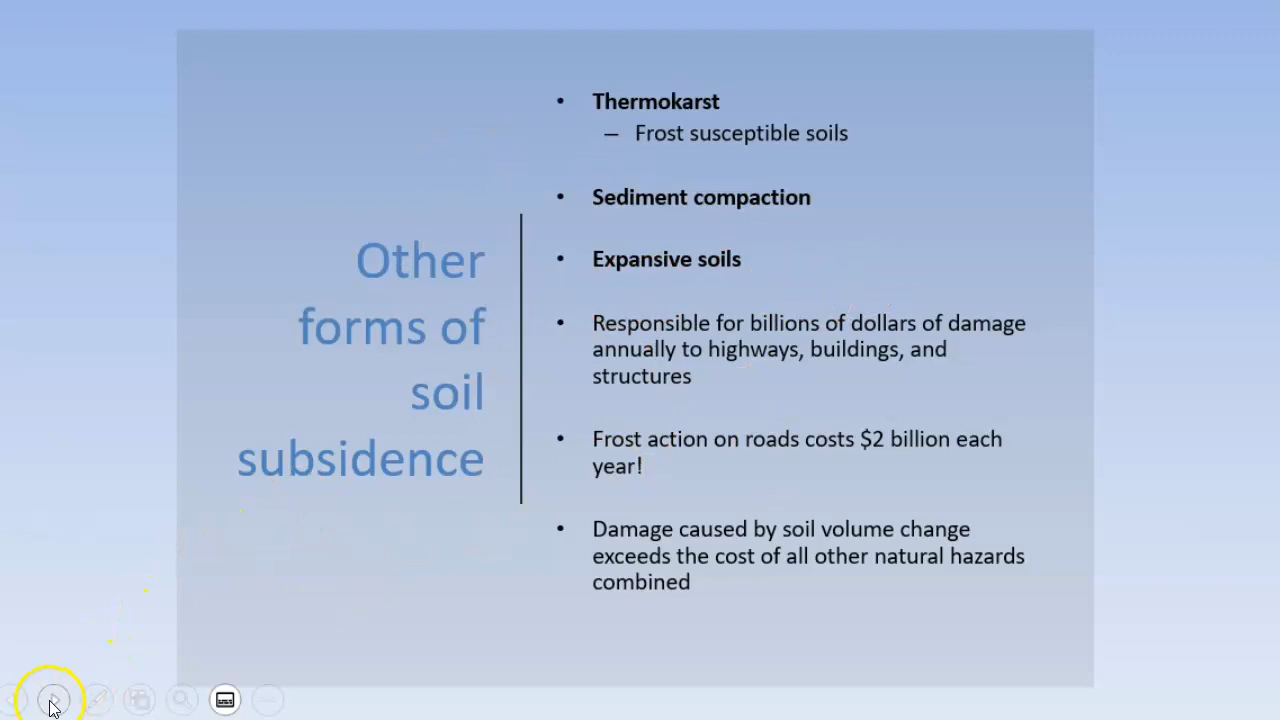 Other
forms of
soil
subsidence
• Thermokarst
– Frost susceptible soils
• Sediment compaction
• Expansive soils
• Responsible for billions of dollars of damage
annually to highways, buildings, and
structures
• Frost action on roads costs $2 billion each
year!
• Damage caused by soil volume change
exceeds the cost of all other natural hazards
combined